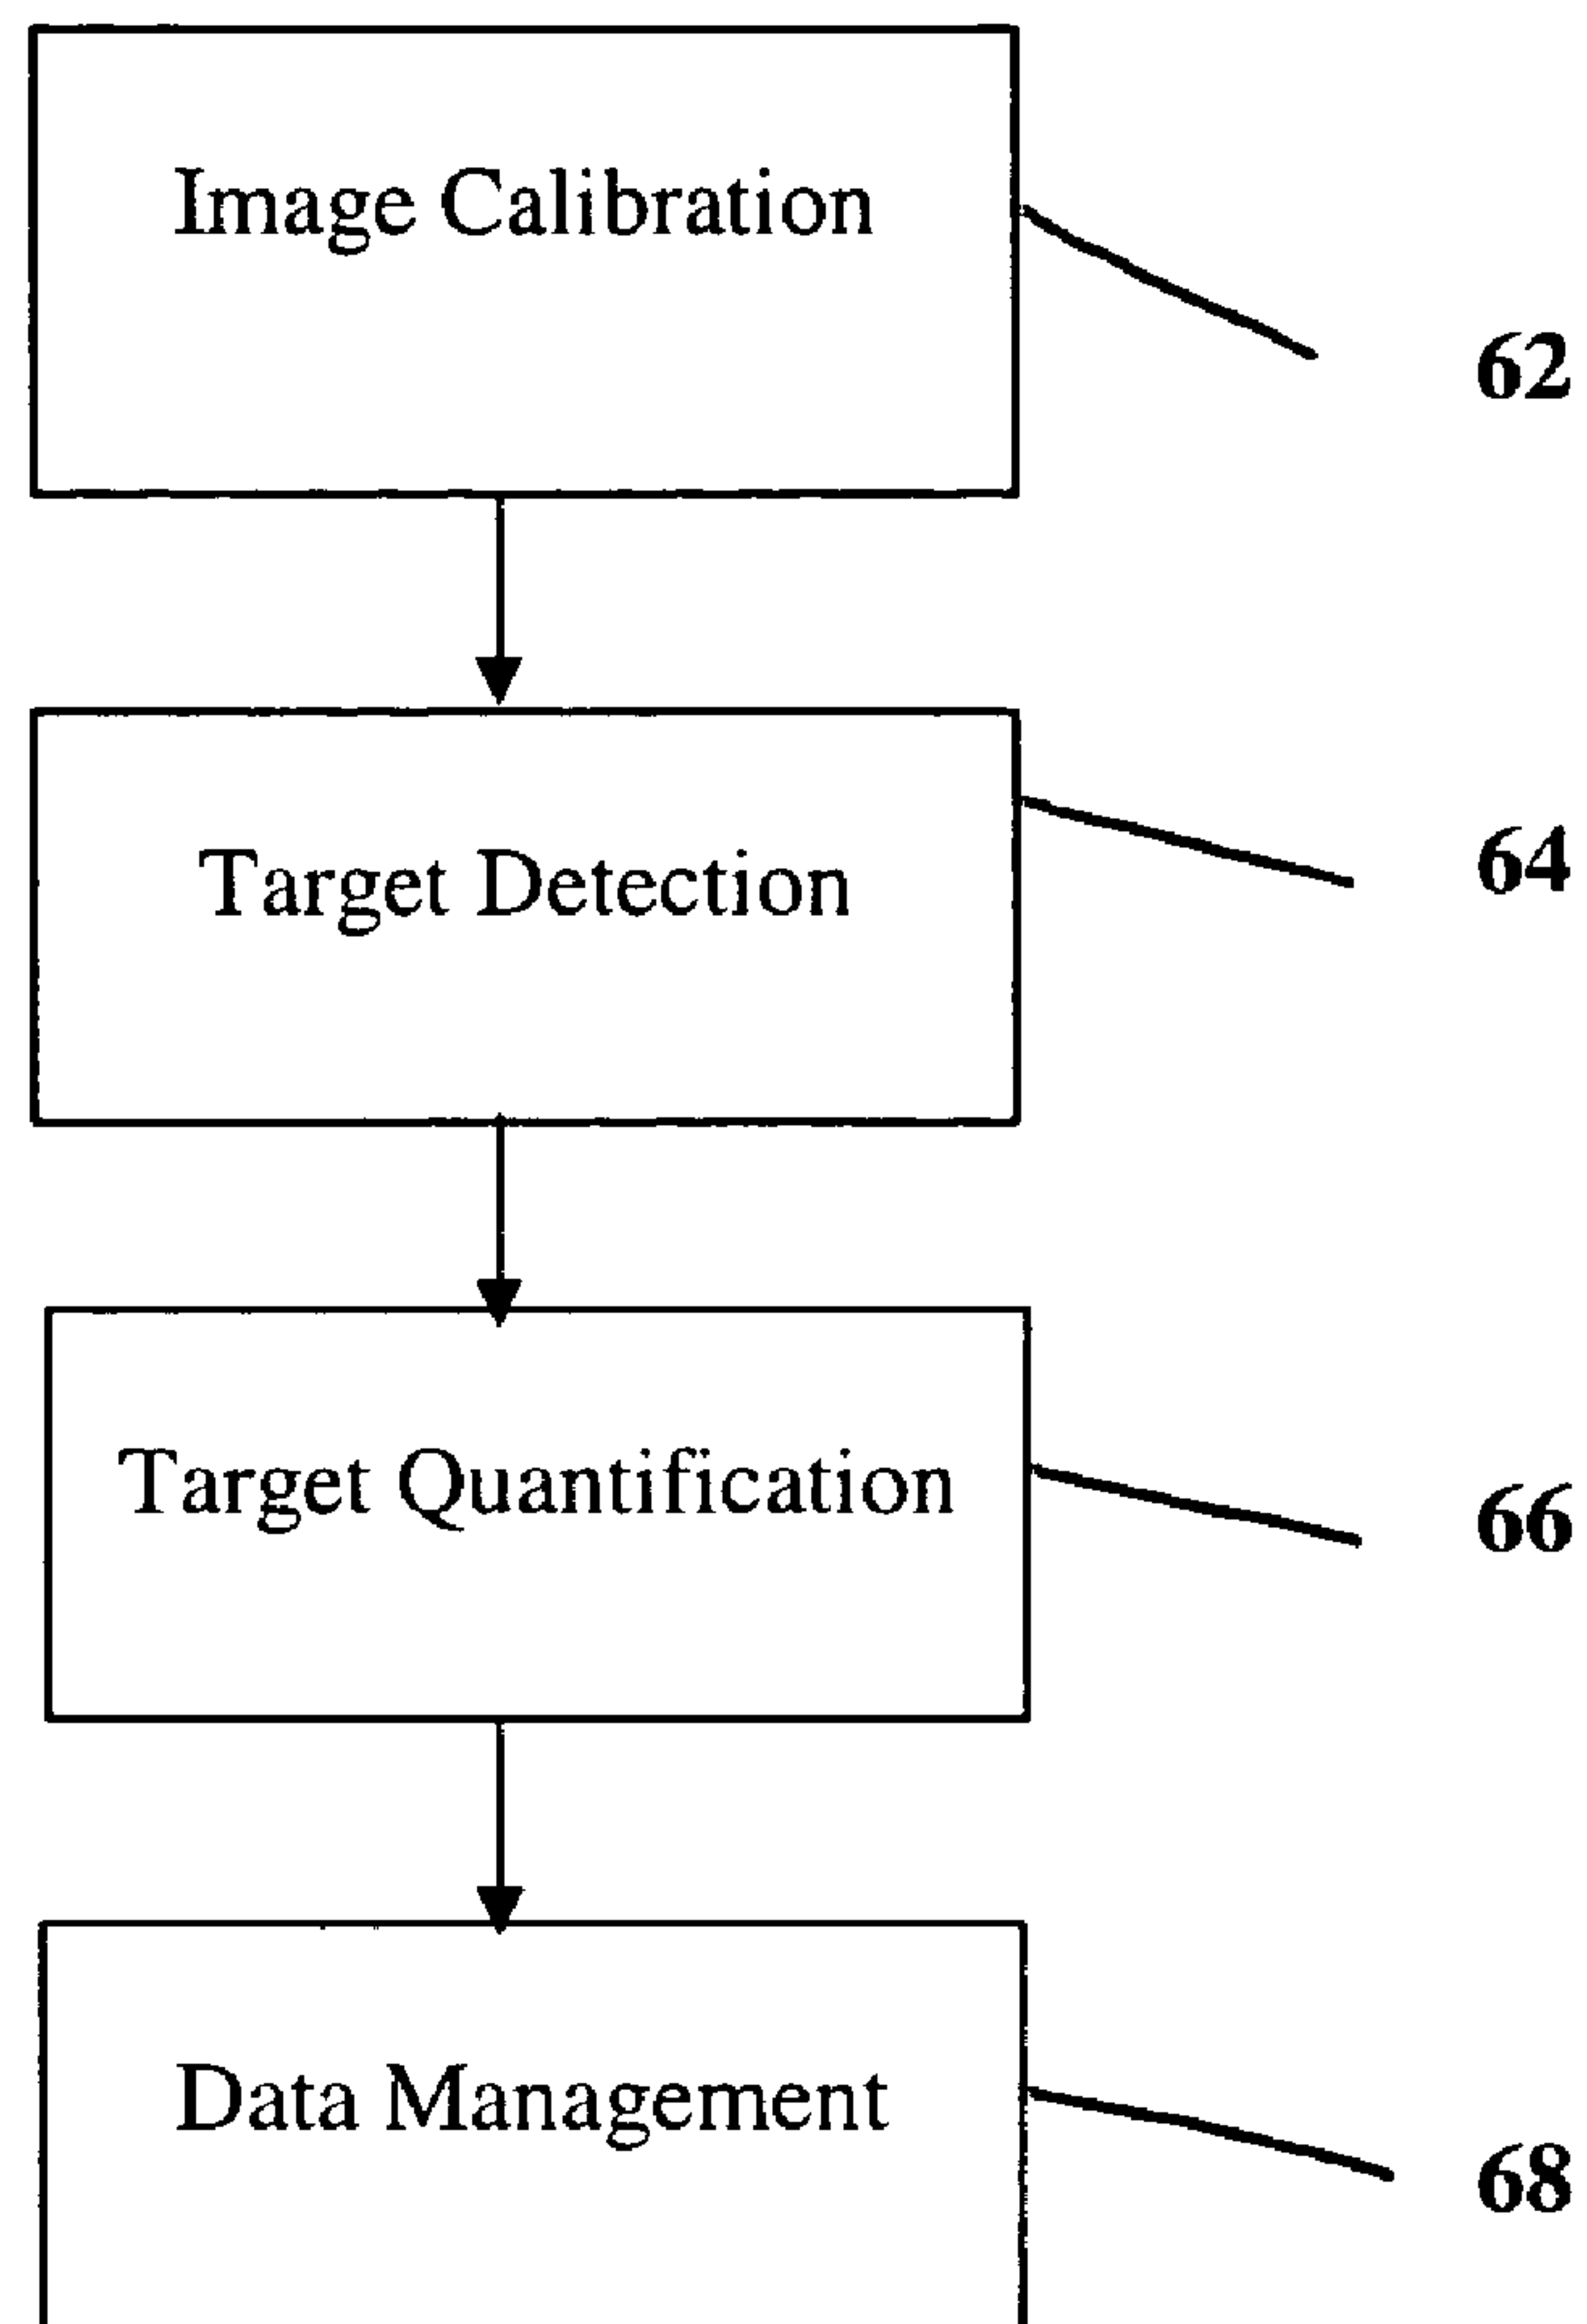 Image Calibration
62
Target Detection
64
Target Quantification
66
Data Management
68